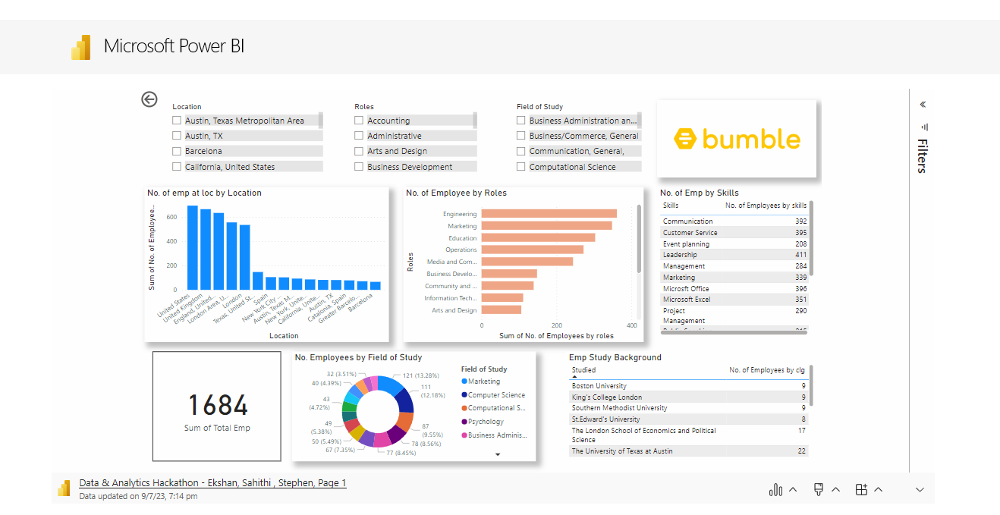 Microsoft Power BI
Location
Austin, Texas Metropolitan Area
Austin, TX
Barcelona
California, United States
Roles
Accounting
Administrative
Arts and Design
Business Development
Field of Study
Business Administration an...
Business/Commerce, General
Communication, General,
Computational Science
bumble
Filters
No. of emp at loc by Location
Sum of No. of Employee...
600
400
200
0
United States
United Kingdom
England, United...
London Area, U...
London
Texas, United St...
Spain
New York City ...
Austin, Texas M...
New York, Unite...
California, Unite...
Austin, TX
Catalonia, Spain
Greater Barcelo...
Barcelona
Location
No. of Employee by Roles
Roles
Engineering
Marketing
Education
Operations
Media and Com...
Business Develo...
Community and ...
Information Tech...
Arts and Design
0
200
400
Sum of No. of Employees by roles
No. of Emp by Skills
Skills No. of Employees by skills
Communication 392
Customer Service 395
Event planning 208
Leadership 411
Management 284
Marketing 339
Microsft Office 396
Microsoft Excel 351
Project 290
Management
1684
Sum of Total Emp
No. Employees by Field of Study
121 (13.28%)
111
(12.18%)
87
(9.55%)
78 (8.56%)
77 (8.45%)
67 (7.35%)
50 (5.49%)
49
(5.38%)
43
(4.72%)
40 (4.39%)
32 (3.51%)
Field of Study
Marketing
Computer Science
Computational S...
Psychology
Business Adminis...
Emp Study Background
Studied No. of Employees by clg
Boston University 9
King's College London 9
Southern Methodist University 9
St.Edward's University 8
The London School of Economics and Political 17
Science
The University of Texas at Austin 22
Data & Analytics Hackathon - Ekshan, Sahithi , Stephen, Page 1
Data updated on 9/7/23, 7:14 pm